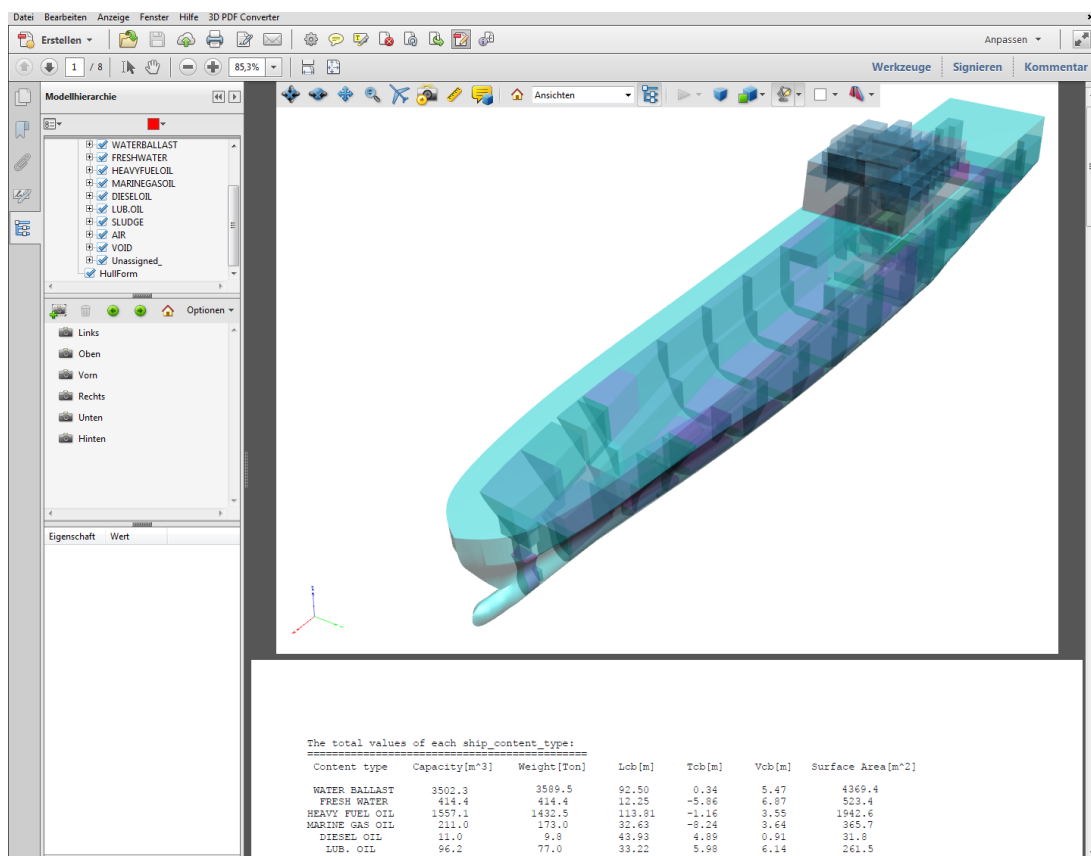 Datei Bearbeiten Anzeige Fenster Hilfe 3D PDF Converter
Erstellen Anpassen
1 / 8 85,3% Werkzeuge Signieren Kommentar
Modellhierarchie
Ansichten
WATERBALLAST
FRESHWATER
HEAVYFUELOIL
MARINEGASOIL
DIESELOIL
LUB.OIL
SLUDGE
AIR
VOID
Unassigned_
HullForm
Optionen
Links
Oben
Vorn
Rechts
Unten
Hinten
Eigenschaft Wert
The total values of each ship_content_type:
==============================================
Content type Capacity[m^3] Weight[Ton] Lcb[m] Tcb[m] Vcb[m] Surface Area[m^2]
WATER BALLAST 3502.3 3589.5 92.50 0.34 5.47 4369.4
FRESH WATER 414.4 414.4 12.25 -5.86 6.87 523.4
HEAVY FUEL OIL 1557.1 1432.5 113.81 -1.16 3.55 1942.6
MARINE GAS OIL 211.0 173.0 32.63 -8.24 3.64 365.7
DIESEL OIL 11.0 9.8 43.93 4.89 0.91 31.8
LUB. OIL 96.2 77.0 33.22 5.98 6.14 261.5